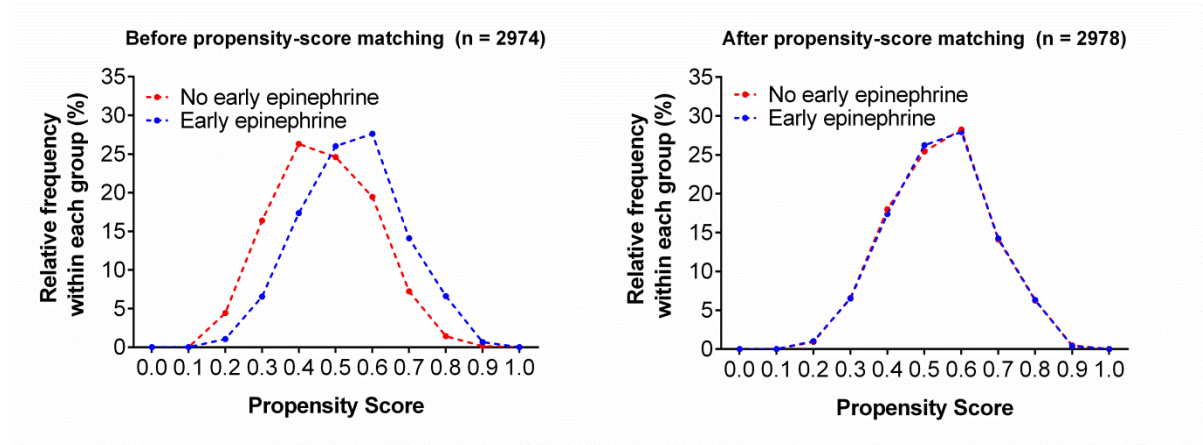 Before propensity-score matching (n = 2974)
35
30
25
20
15
10
5
0
Relative frequency
within each group (%)
No early epinephrine
Early epinephrine
0.0 0.1 0.2 0.3 0.4 0.5 0.6 0.7 0.8 0.9 1.0
Propensity Score
After propensity-score matching (n = 2978)
35
30
25
20
15
10
5
0
Relative frequency
within each group (%)
No early epinephrine
Early epinephrine
0.0 0.1 0.2 0.3 0.4 0.5 0.6 0.7 0.8 0.9 1.0
Propensity Score